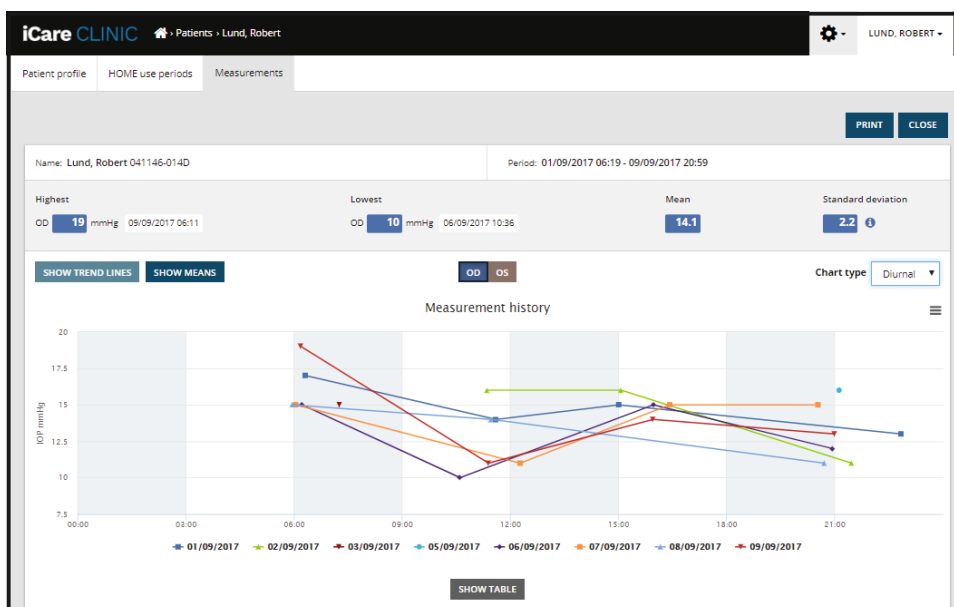 iCare CLINIC › Patients › Lund, Robert LUND, ROBERT
Patient profile HOME use periods Measurements
PRINT CLOSE
Name: Lund, Robert 041146-014D Period: 01/09/2017 06:19 - 09/09/2017 20:59
Highest Lowest Mean Standard deviation
OD 19 mmHg 09/09/2017 06:11 OD 10 mmHg 06/09/2017 10:36 14.1 2.2 i
SHOW TREND LINES SHOW MEANS OD OS Chart type Diurnal
Measurement history
20
17.5
15
12.5
10
7.5
IOP mmHg
00:00 03:00 06:00 09:00 12:00 15:00 18:00 21:00
01/09/2017 02/09/2017 03/09/2017 05/09/2017 06/09/2017 07/09/2017 08/09/2017 09/09/2017
SHOW TABLE